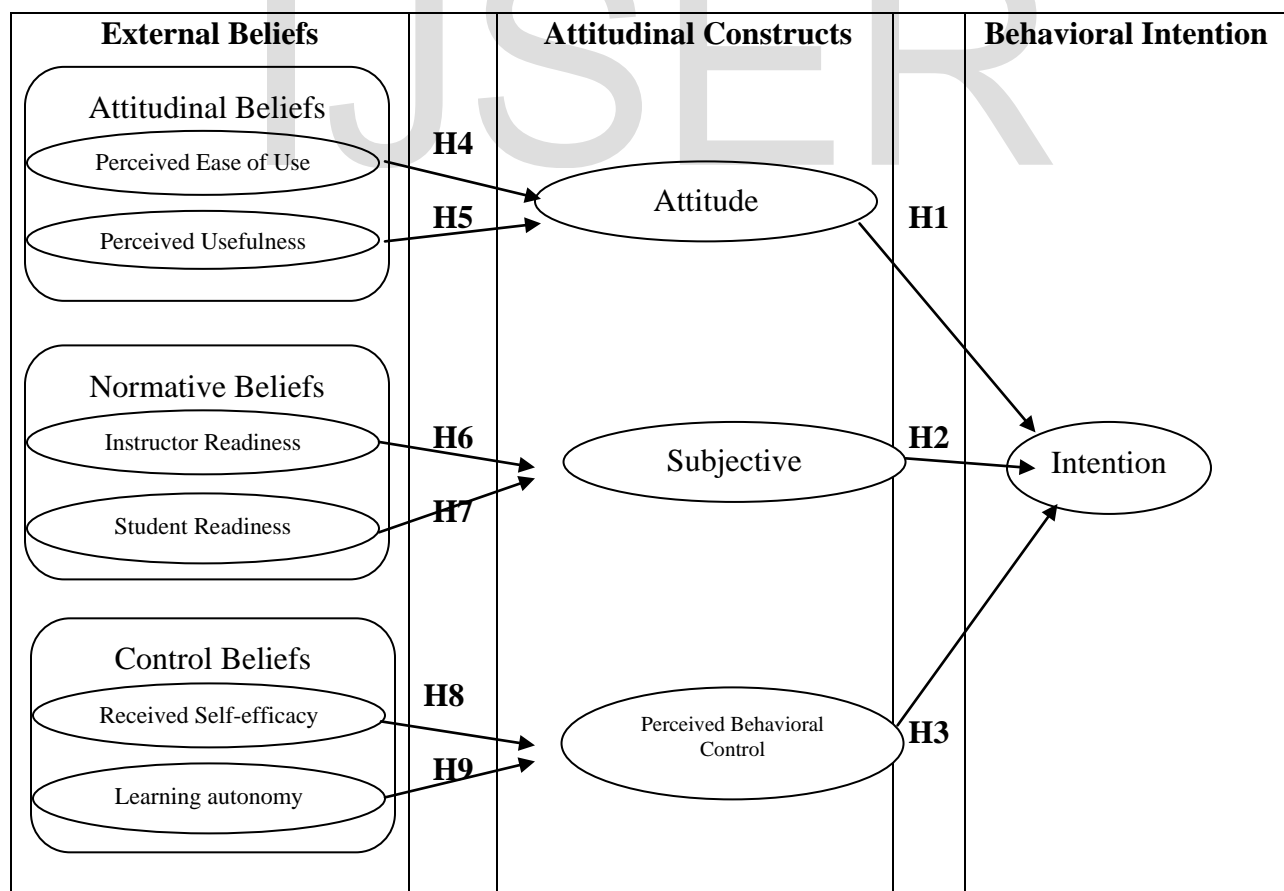 IJSER
External Beliefs
Attitudinal Constructs
Behavioral Intention
Attitudinal Beliefs
Perceived Ease of Use
Perceived Usefulness
H4
H5
Attitude
H1
Normative Beliefs
Instructor Readiness
Student Readiness
H6
H7
Subjective
H2
Intention
Control Beliefs
Received Self-efficacy
Learning autonomy
H8
H9
Perceived Behavioral
Control
H3